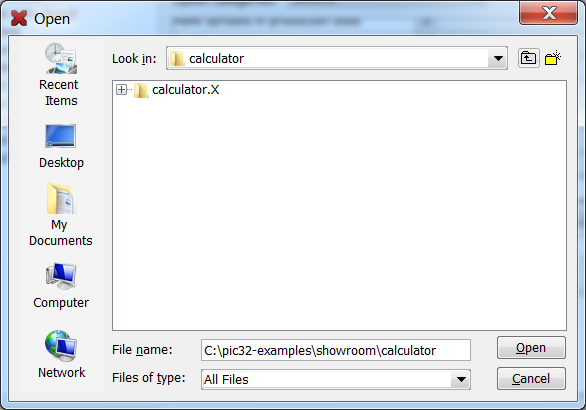 Open
Look in:
calculator
calculator.X
Recent
Items
Desktop
My
Documents
Computer
Network
File name:
C:\pic32-examples\showroom\calculator
Open
Files of type:
All Files
Cancel